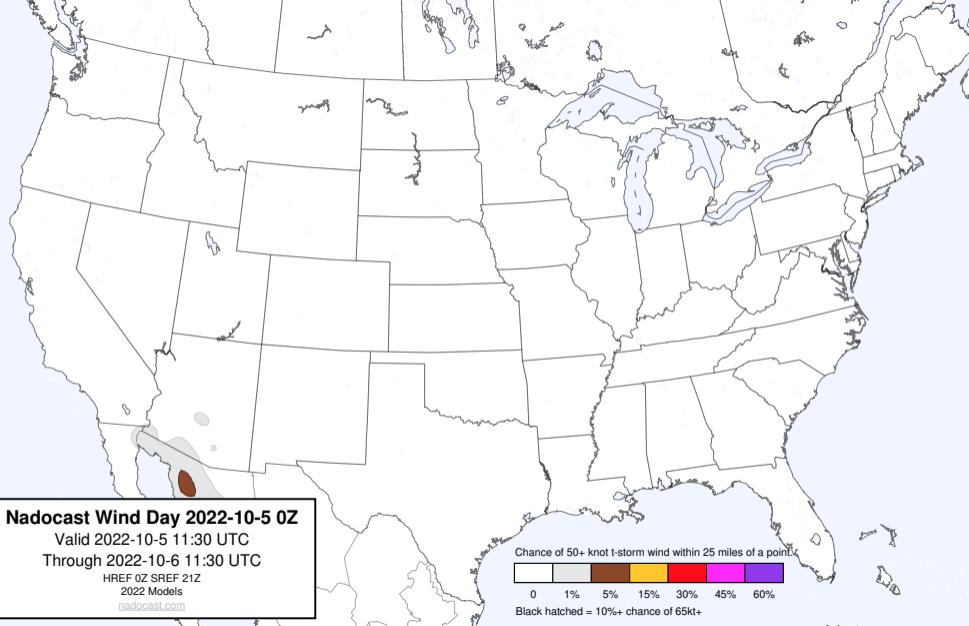 Nadocast Wind Day 2022-10-5 0Z
Valid 2022-10-5 11:30 UTC
Through 2022-10-6 11:30 UTC
HREF 0Z SREF 21Z
2022 Models
nadocast.com
Chance of 50+ knot t-storm wind within 25 miles of a point.
0 1% 5% 15% 30% 45% 60%
Black hatched = 10%+ chance of 65kt+